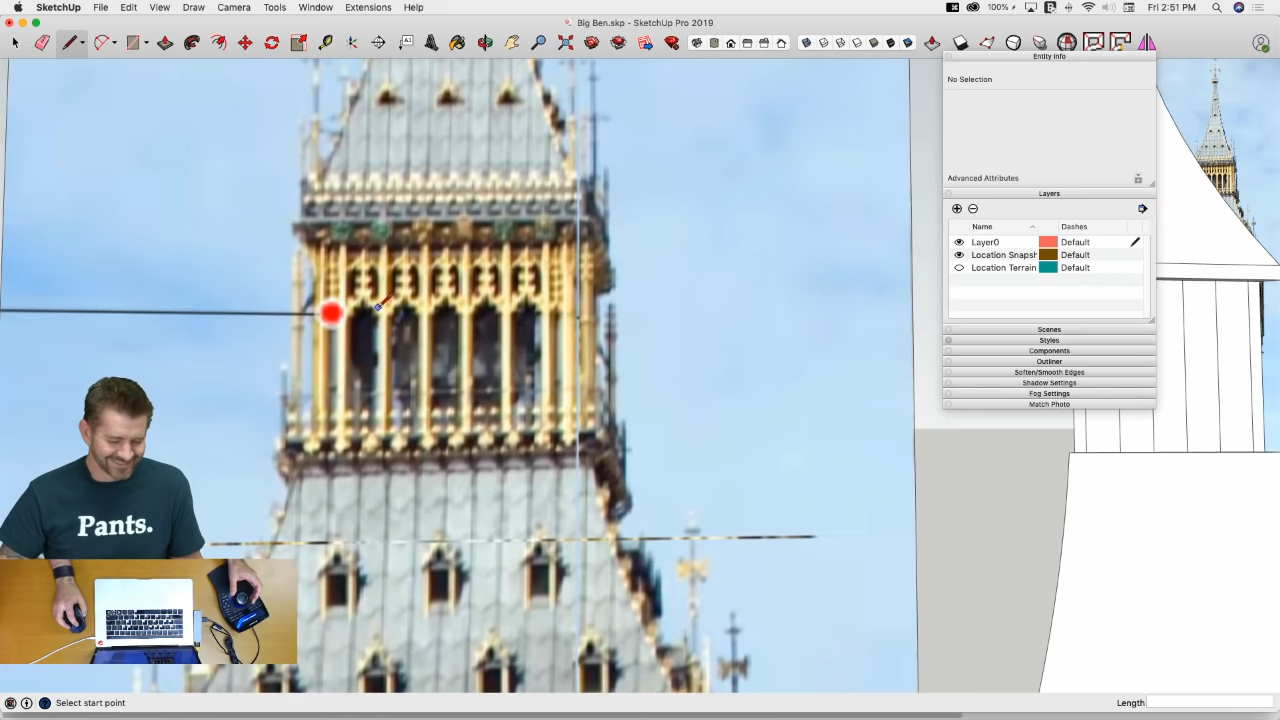 SketchUp File Edit View Draw Camera Tools Window Extensions Help 100% Fri 2:51 PM
Big Ben.skp - SketchUp Pro 2019
Entity Info
No Selection
Advanced Attributes
Layers
Name Dashes
Layer0 Default
Location Snapsh Default
Location Terrain Default
Scenes
Styles
Components
Outliner
Soften/Smooth Edges
Shadow Settings
Fog Settings
Match Photo
Pants.
Select start point
Length